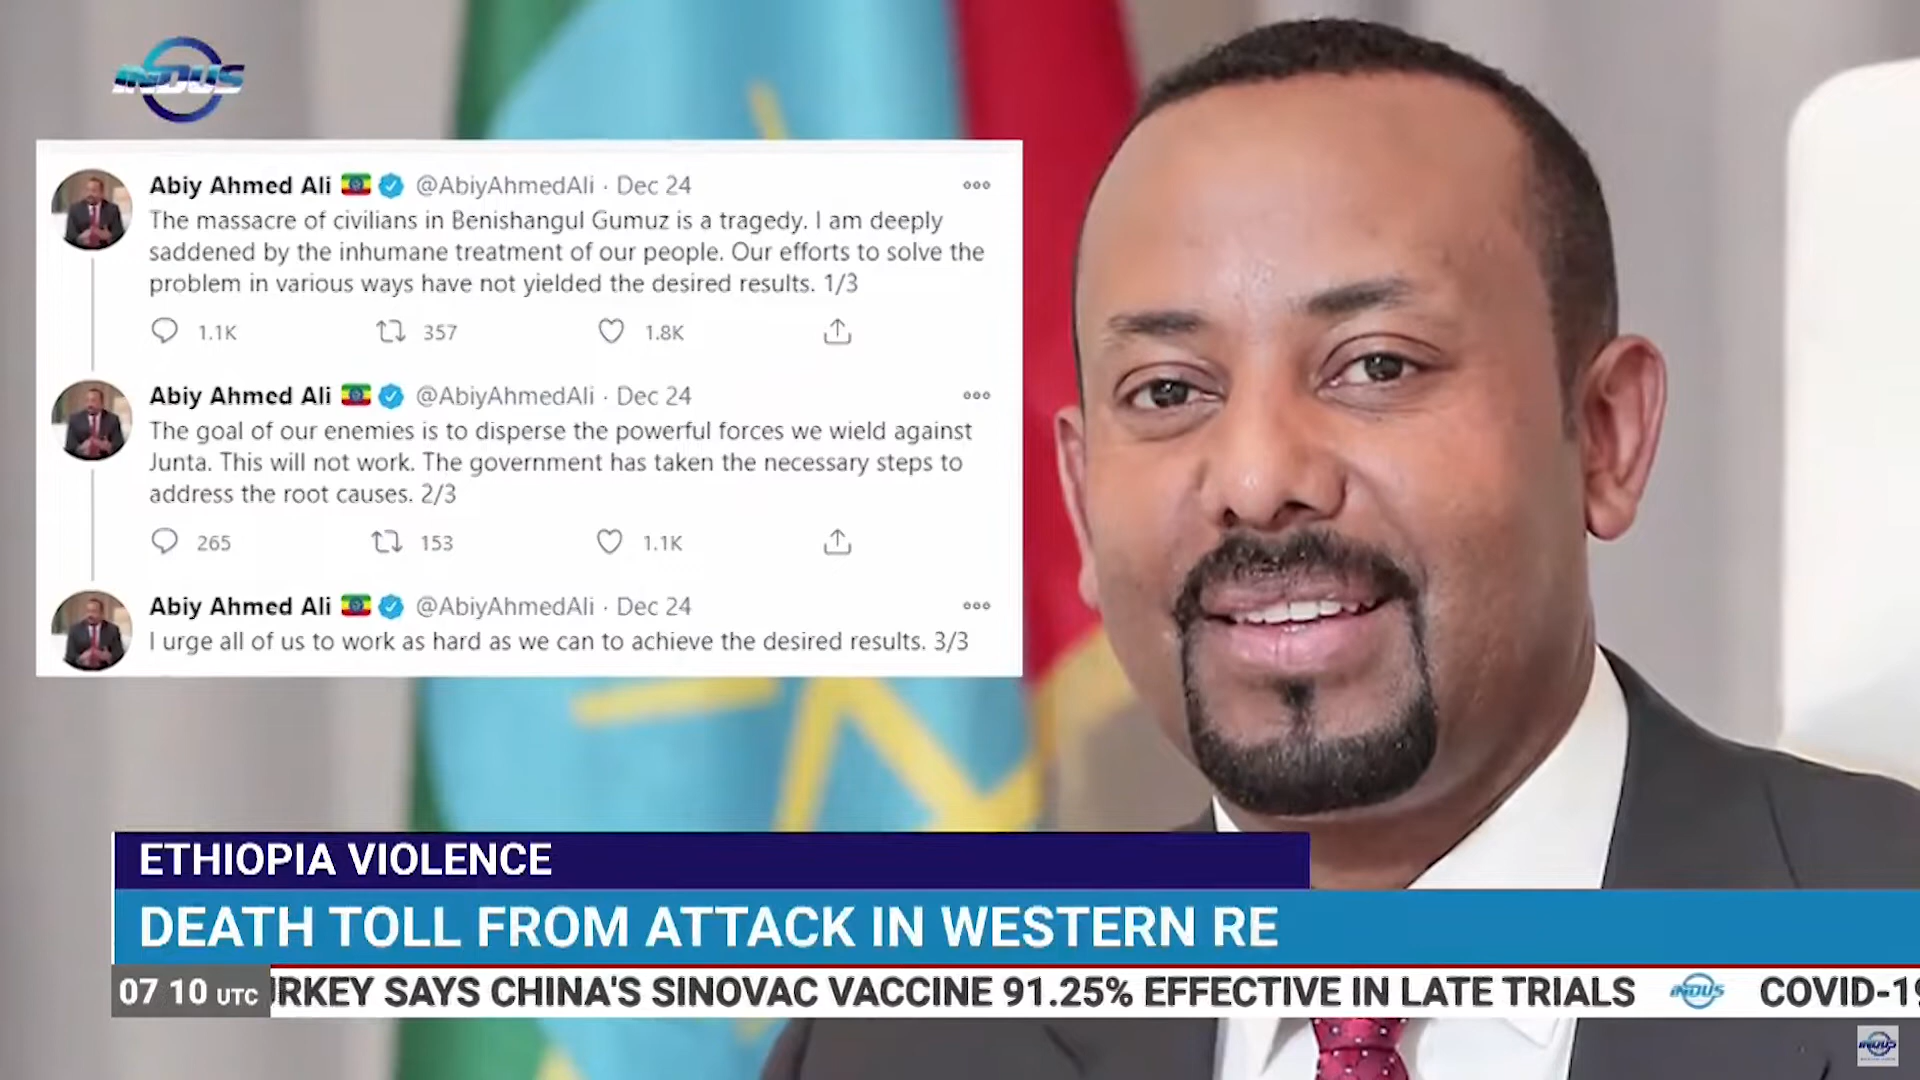 INDUS
Abiy Ahmed Ali @AbiyAhmedAli · Dec 24
The massacre of civilians in Benishangul Gumuz is a tragedy. I am deeply
saddened by the inhumane treatment of our people. Our efforts to solve the
problem in various ways have not yielded the desired results. 1/3
1.1K 357 1.8K
Abiy Ahmed Ali @AbiyAhmedAli · Dec 24
The goal of our enemies is to disperse the powerful forces we wield against
Junta. This will not work. The government has taken the necessary steps to
address the root causes. 2/3
265 153 1.1K
Abiy Ahmed Ali @AbiyAhmedAli · Dec 24
I urge all of us to work as hard as we can to achieve the desired results. 3/3
ETHIOPIA VIOLENCE
DEATH TOLL FROM ATTACK IN WESTERN RE
07 10 UTC
URKEY SAYS CHINA'S SINOVAC VACCINE 91.25% EFFECTIVE IN LATE TRIALS INDUS COVID-19
INDUS